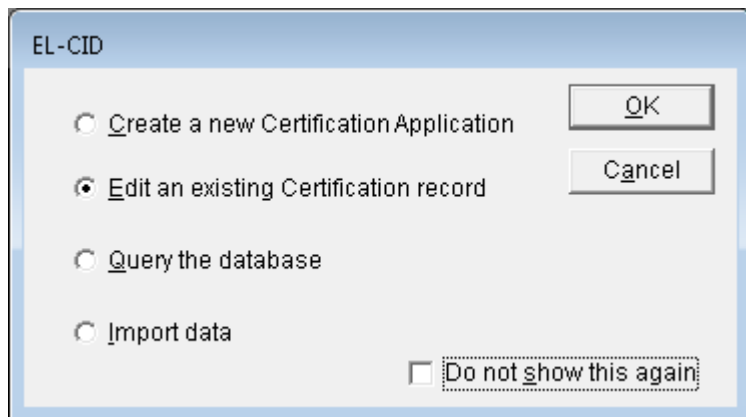 EL-CID
Create a new Certification Application
OK
Edit an existing Certification record
Cancel
Query the database
Import data
Do not show this again